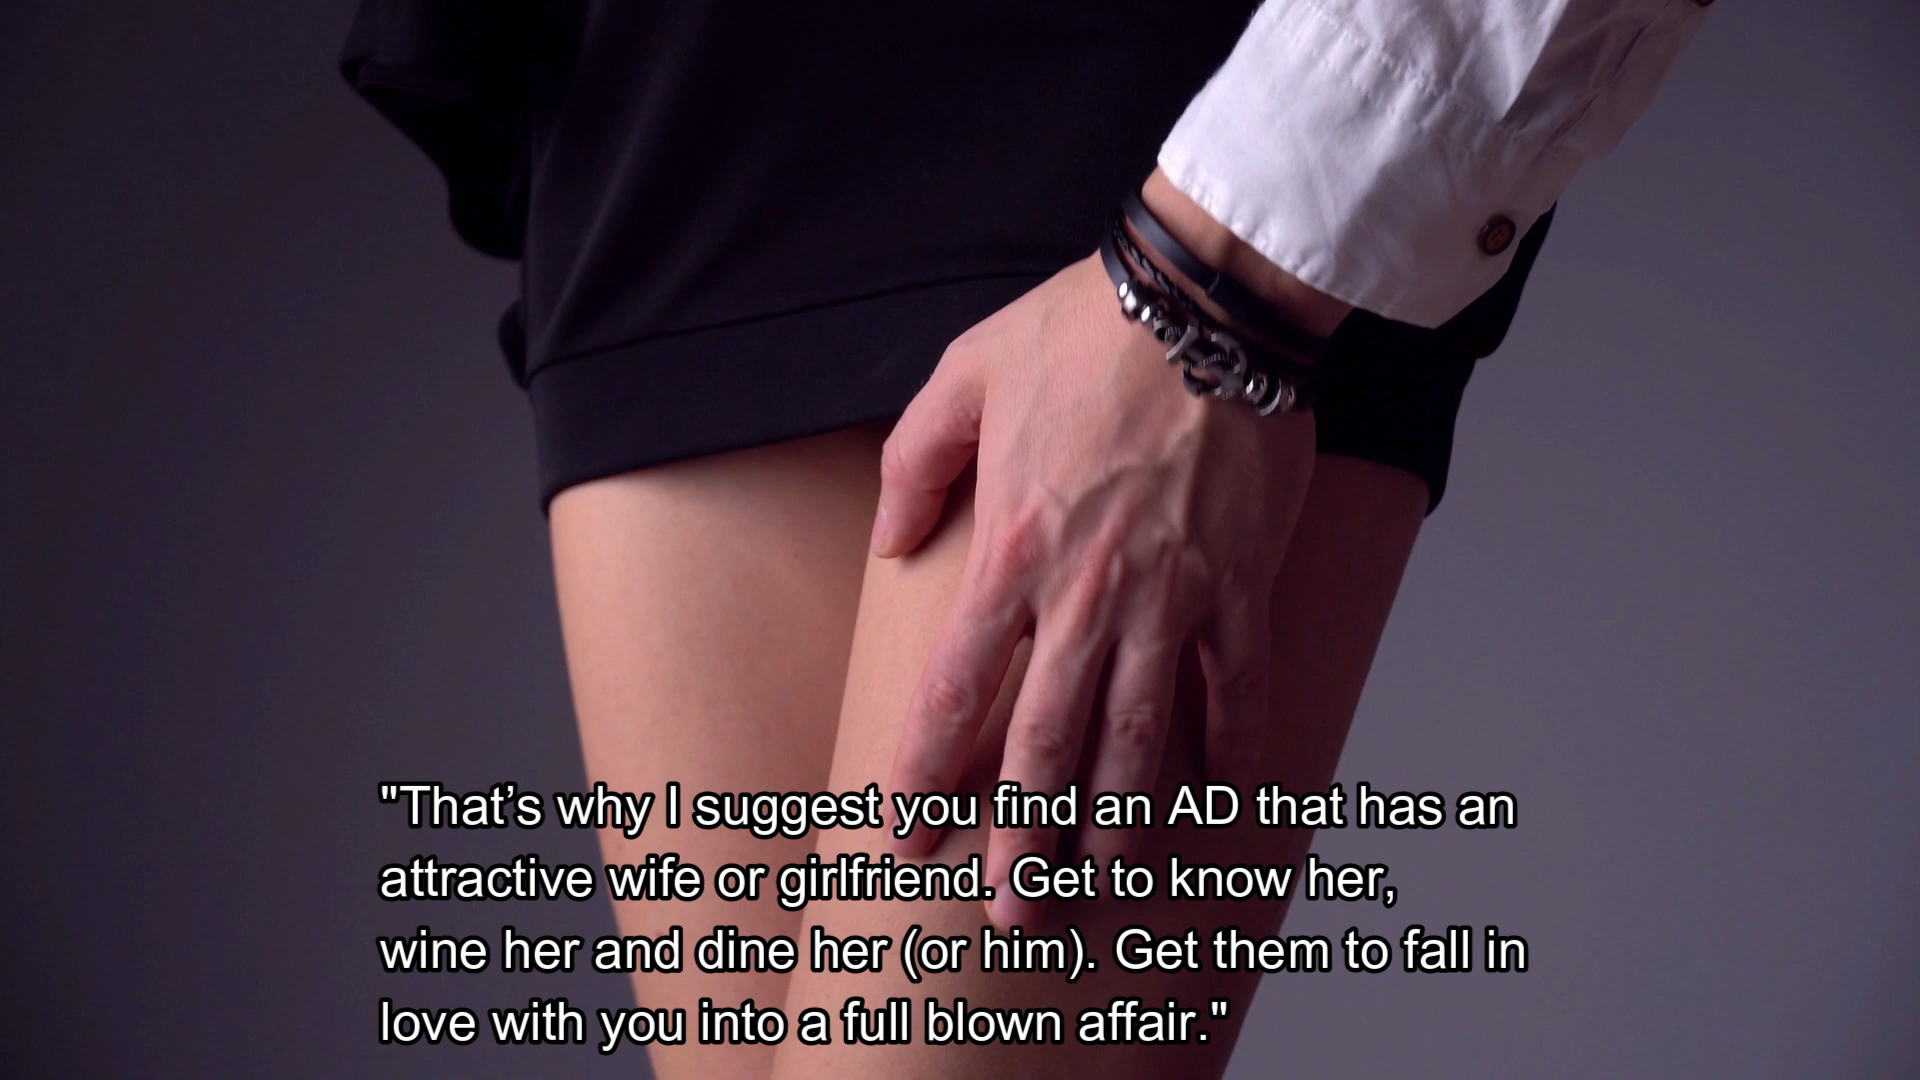 "That’s why I suggest you find an AD that has an
attractive wife or girlfriend. Get to know her,
wine her and dine her (or him). Get them to fall in
love with you into a full blown affair."